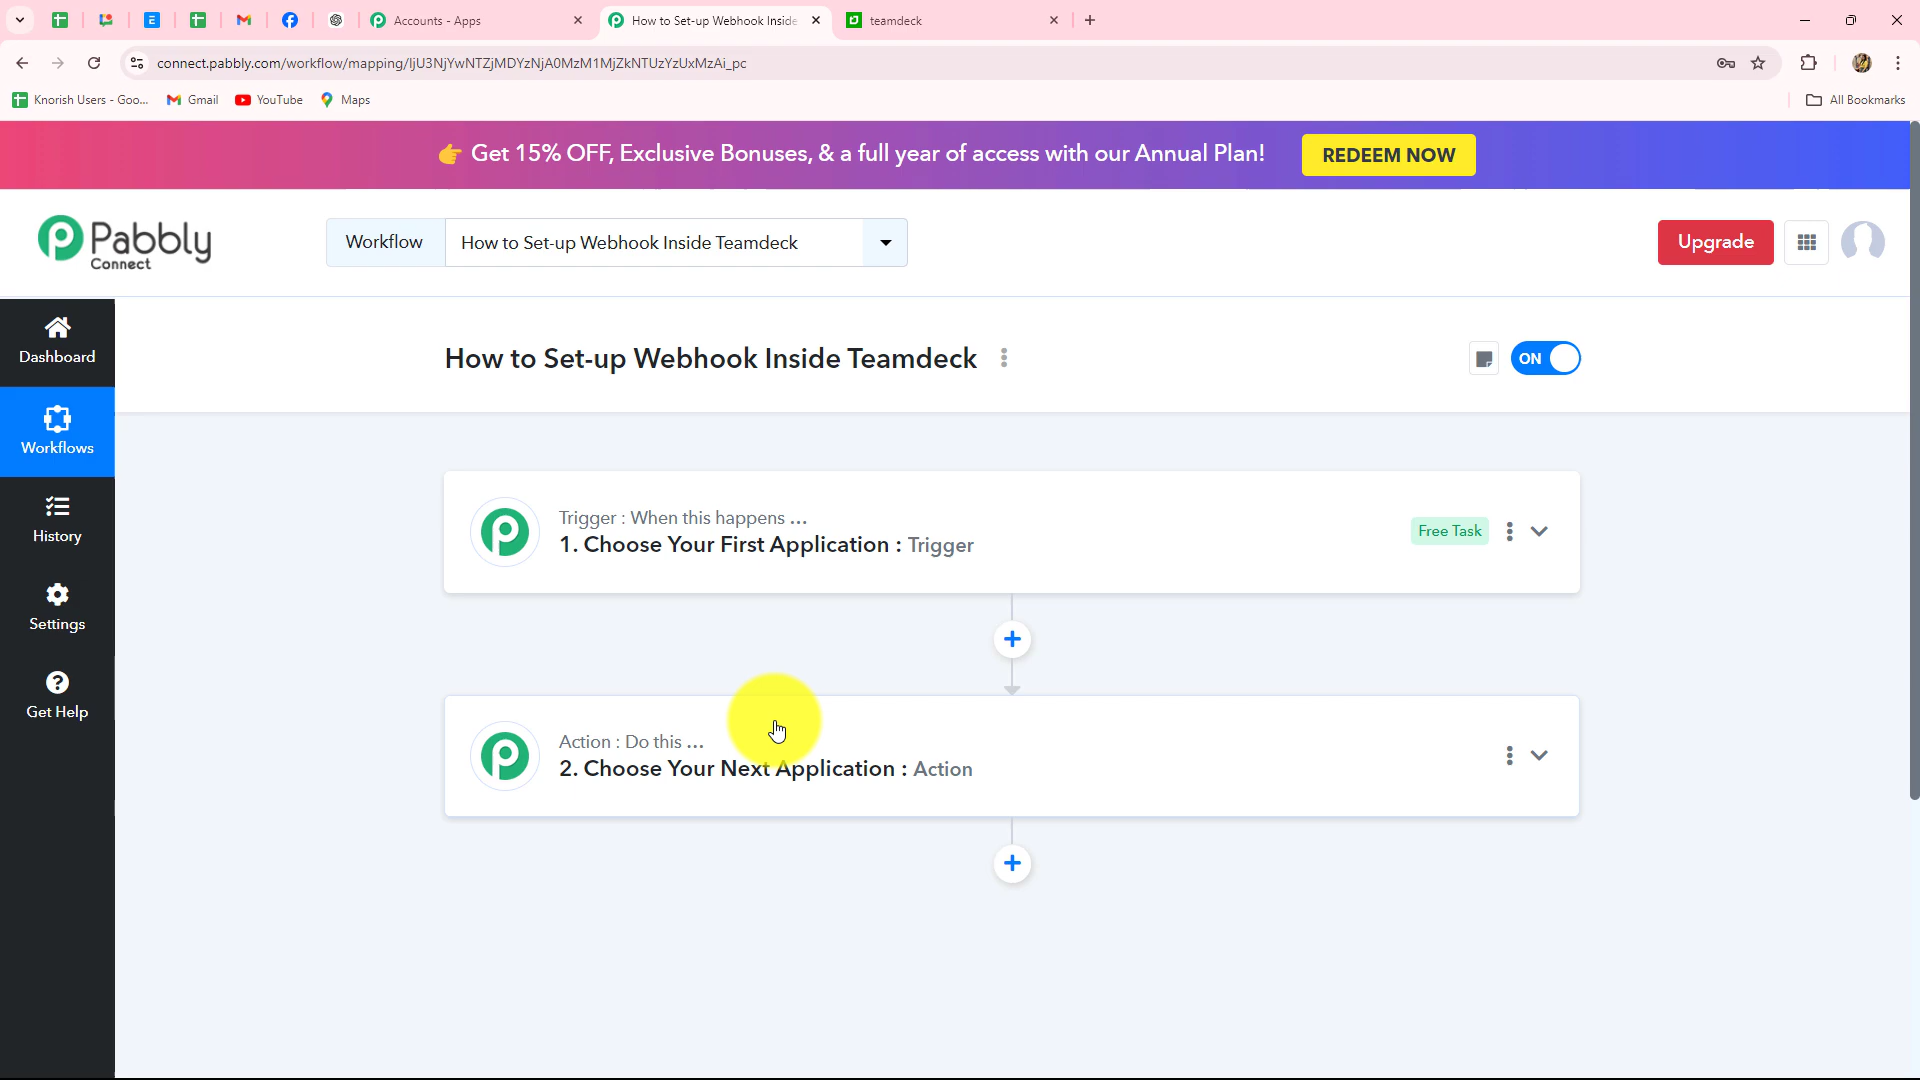 Accounts - Apps
How to Set-up Webhook Inside
teamdeck
connect.pabbly.com/workflow/mapping/IjU3NjYwNTZjMDYzNjA0MzM1MjZkNTUzYzUxMzAi_pc
Knorish Users - Goo...
Gmail
YouTube
Maps
All Bookmarks
👉 Get 15% OFF, Exclusive Bonuses, & a full year of access with our Annual Plan!
REDEEM NOW
Pabbly
Connect
Workflow
How to Set-up Webhook Inside Teamdeck
Upgrade
Dashboard
Workflows
History
Settings
Get Help
How to Set-up Webhook Inside Teamdeck
ON
Trigger : When this happens ...
1. Choose Your First Application : Trigger
Free Task
Action : Do this ...
2. Choose Your Next Application : Action